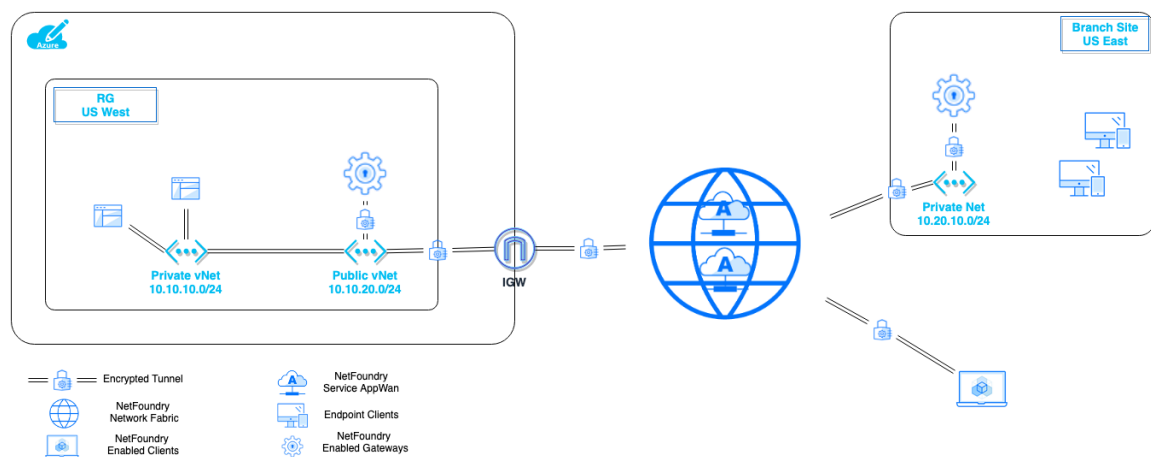 Azure
RG
US West
Private vNet
10.10.10.0/24
Public vNet
10.10.20.0/24
IGW
A
A
Branch Site
US East
Private Net
10.20.10.0/24
Encrypted Tunnel
NetFoundry
Network Fabric
NetFoundry
Enabled Clients
A
NetFoundry
Service AppWan
Endpoint Clients
NetFoundry
Enabled Gateways